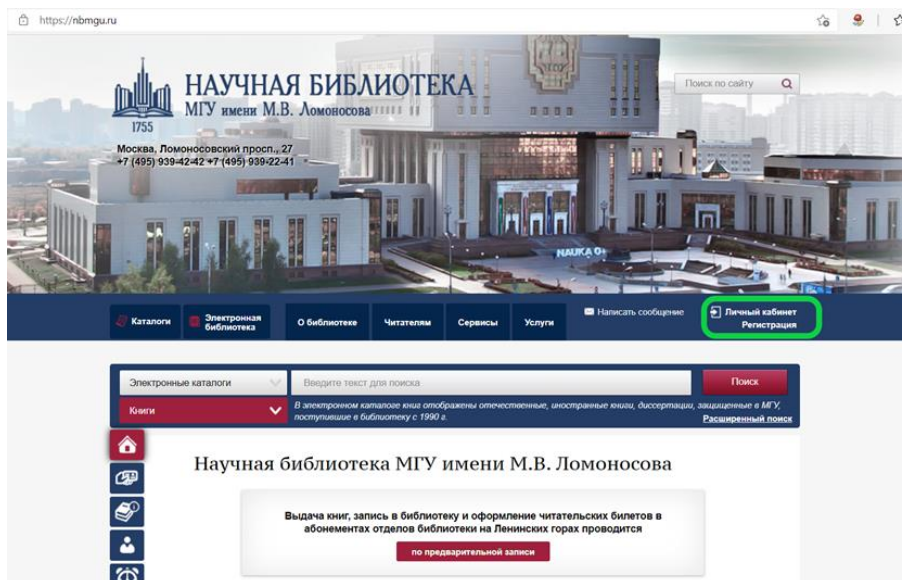 https://nbmgu.ru
НАУЧНАЯ БИБЛИОТЕКА
МГУ имени М.В. Ломоносова
1755
Поиск по сайту
Москва, Ломоносовский просп., 27
+7 (495) 939-42-42 +7 (495) 939-22-41
NAUKA 0+
Каталоги
Электронная
библиотека
О библиотеке
Читателям
Сервисы
Услуги
Написать сообщение
Личный кабинет
Регистрация
Электронные каталоги
Введите текст для поиска
Поиск
Книги
В электронном каталоге книг отображены отечественные, иностранные книги, диссертации, защищенные в МГУ,
поступившие в библиотеку с 1990 г.
Расширенный поиск
Научная библиотека МГУ имени М.В. Ломоносова
Выдача книг, запись в библиотеку и оформление читательских билетов в
абонементах отделов библиотеки на Ленинских горах проводится
по предварительной записи